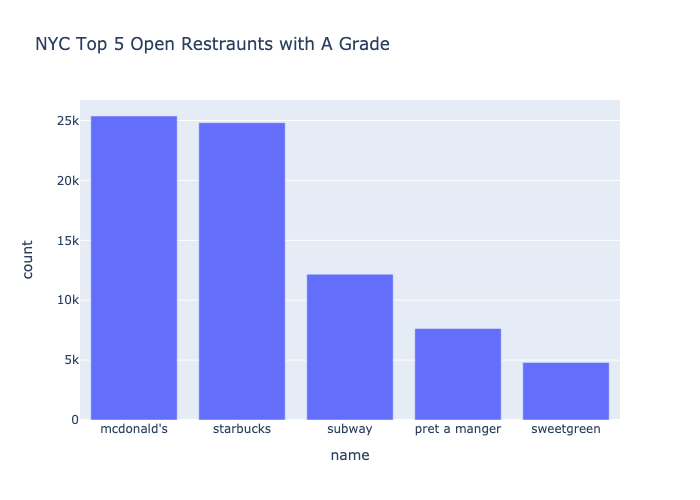 NYC Top 5 Open Restraunts with A Grade
25k
20k
15k
10k
5k
0
count
mcdonald's
starbucks
subway
pret a manger
sweetgreen
name